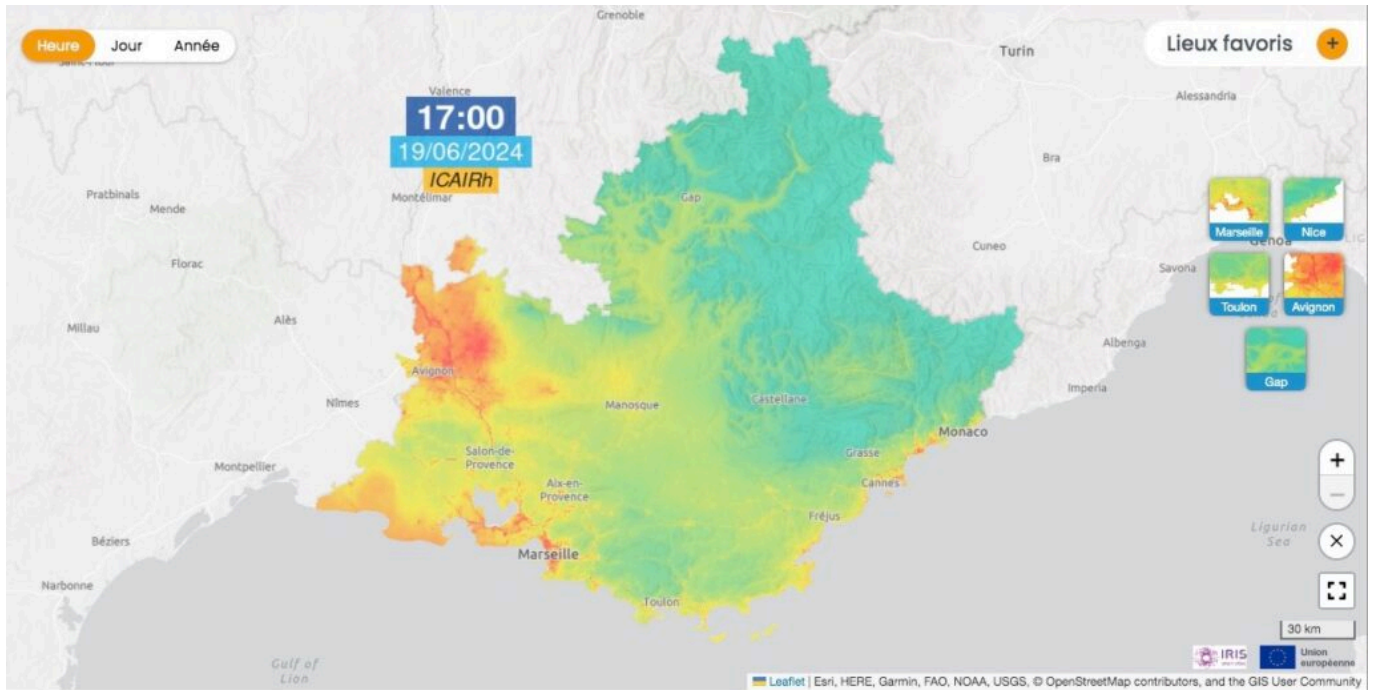 Heure Jour Année
Lieux favoris +
17:00
19/06/2024
ICAIRh
Grenoble
Turin
Valence
Alessandria
Bra
Pratbinals
Mende
Montélimar
Gap
Cuneo
Marseille Nice
Genoa
Florac
Savona
Toulon Avignon
Millau
Alès
Albenga
Avignon
Imperia
Gap
Nîmes
Manosque
Castellane
Monaco
Salon-de-
Provence
Grasse
Montpellier
Aix-en-
Provence
Cannes
Fréjus
Béziers
Marseille
Ligurian
Sea
Narbonne
Toulon
30 km
IRIS
Union
européenne
Gulf of
Lion
Leaflet | Esri, HERE, Garmin, FAO, NOAA, USGS, © OpenStreetMap contributors, and the GIS User Community